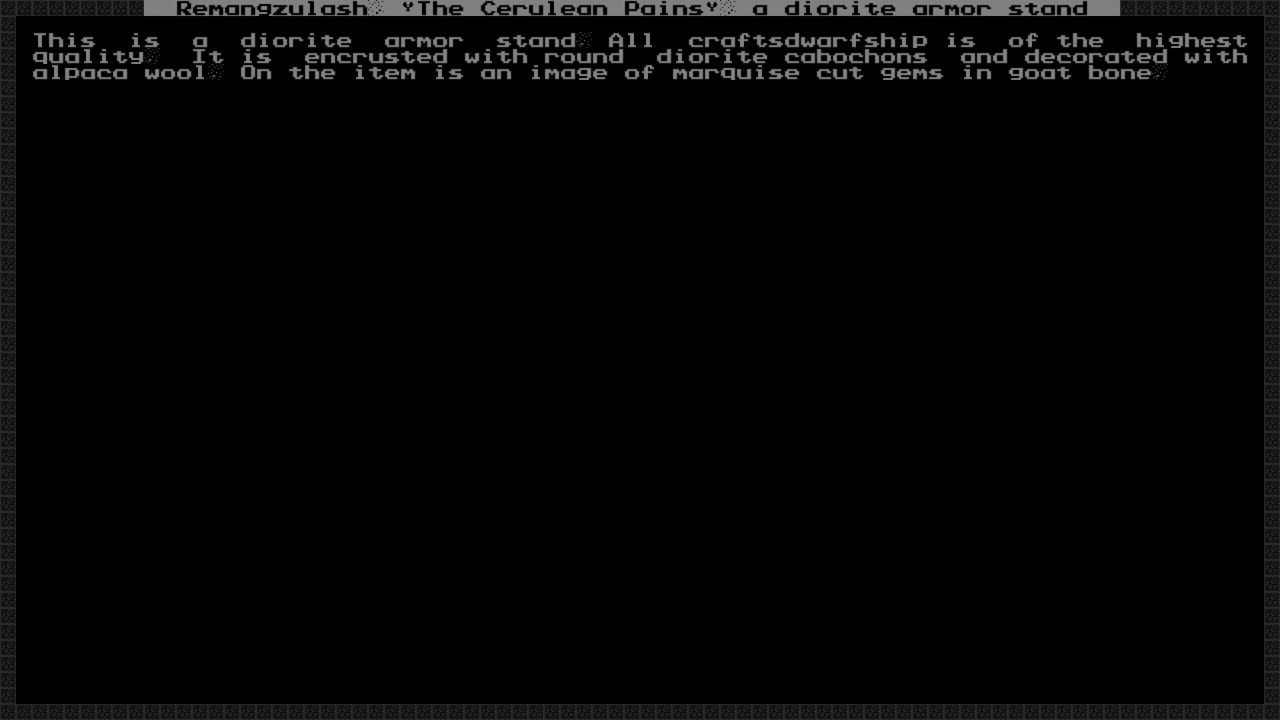 Remangzulash "The Cerulean Pains" a diorite armor stand
This is a diorite armor stand All craftsdwarfship is of the highest
quality It is encrusted with round diorite cabochons and decorated with
alpaca wool On the item is an image of marquise cut gems in goat bone